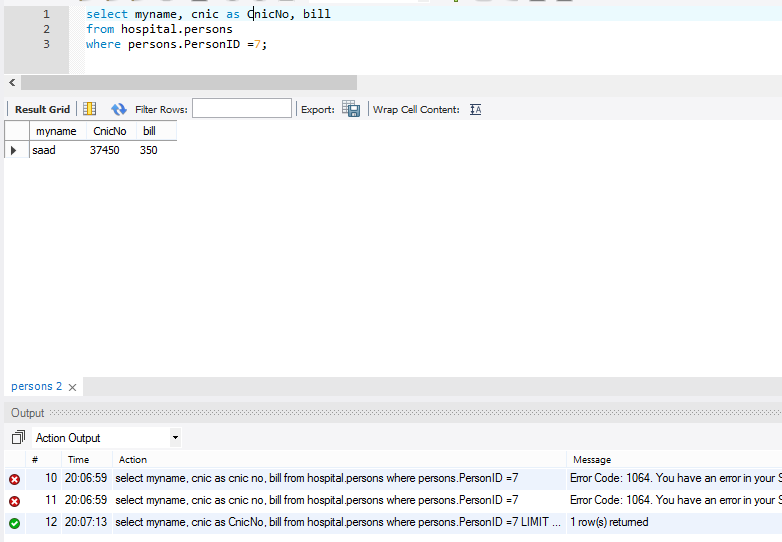 1 select myname, cnic as CnicNo, bill
2 from hospital.persons
3 where persons.PersonID =7;
Result Grid Filter Rows: Export: Wrap Cell Content:
myname CnicNo bill
saad 37450 350
persons 2
Output
Action Output
# Time Action Message
10 20:06:59 select myname, cnic as cnic no, bill from hospital.persons where persons.PersonID =7 Error Code: 1064. You have an error in your S
11 20:06:59 select myname, cnic as cnic no, bill from hospital.persons where persons.PersonID =7 Error Code: 1064. You have an error in your S
12 20:07:13 select myname, cnic as CnicNo, bill from hospital.persons where persons.PersonID =7 LIMIT ... 1 row(s) returned